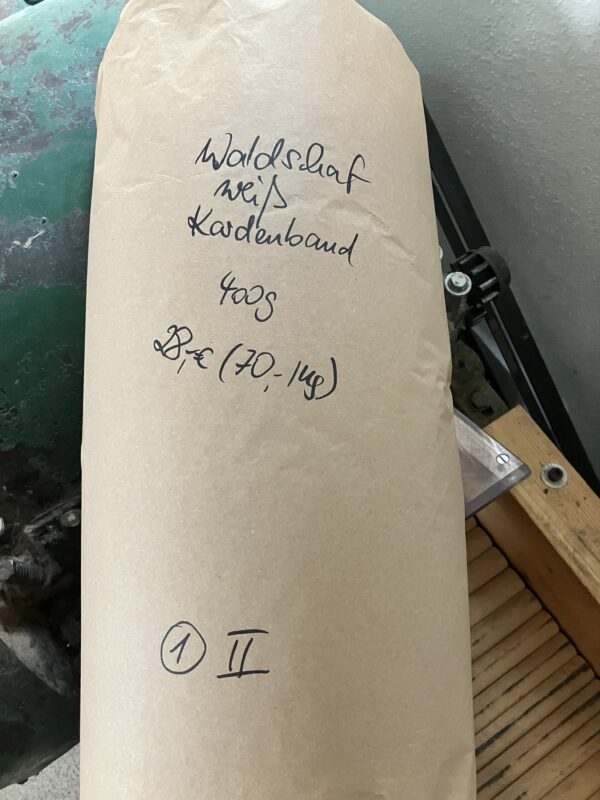 Waldschaf
weiß
Kardenband
400g
28,-€ (70,-/kg)
① II